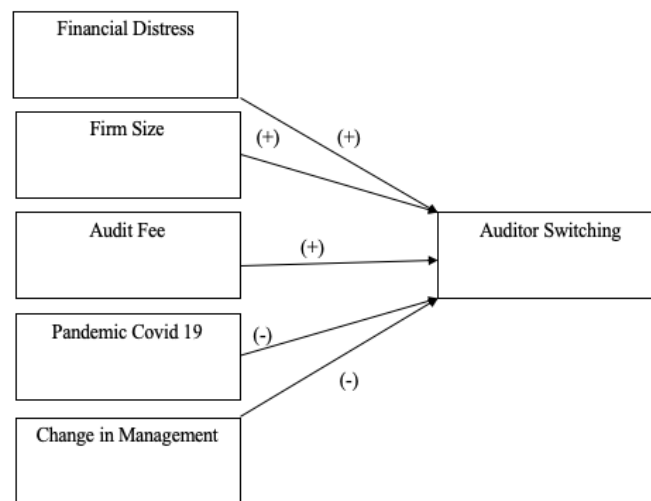 Financial Distress
Firm Size
(+)
(+)
Audit Fee
(+)
Auditor Switching
Pandemic Covid 19
(-)
(-)
Change in Management